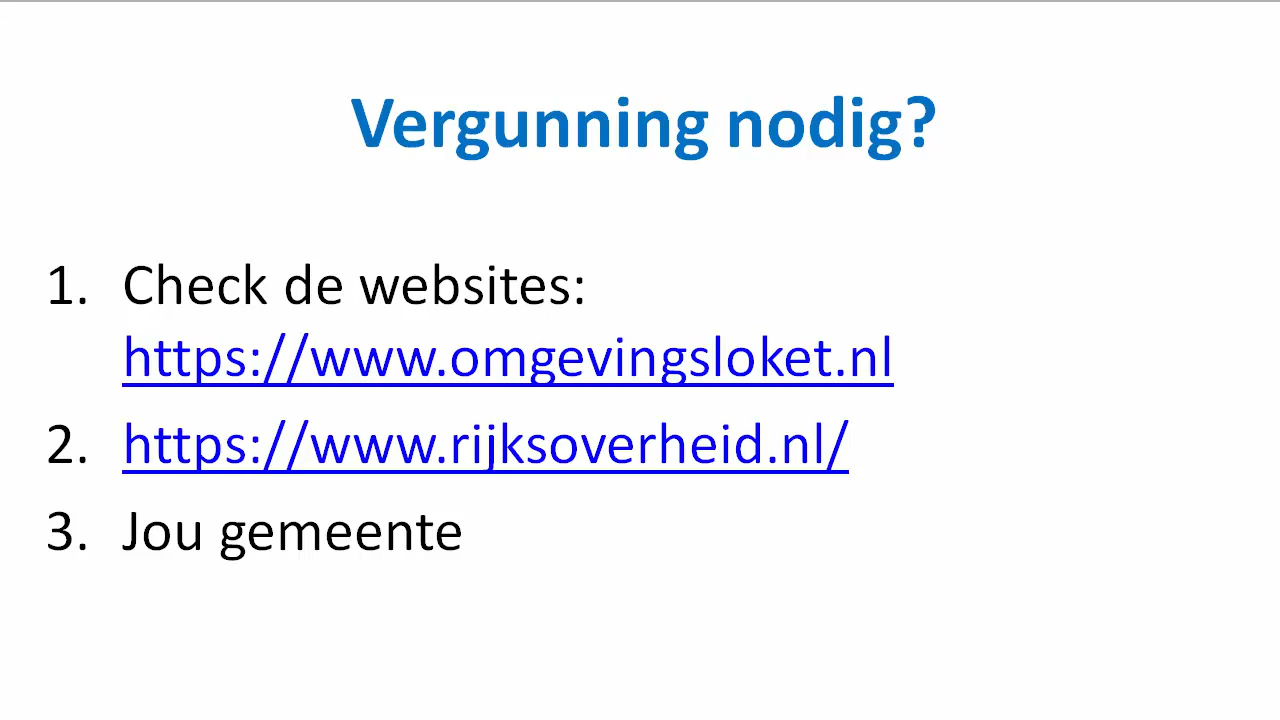 Vergunning nodig?
1. Check de websites:
https://www.omgevingsloket.nl
2. https://www.rijksoverheid.nl/
3. Jou gemeente